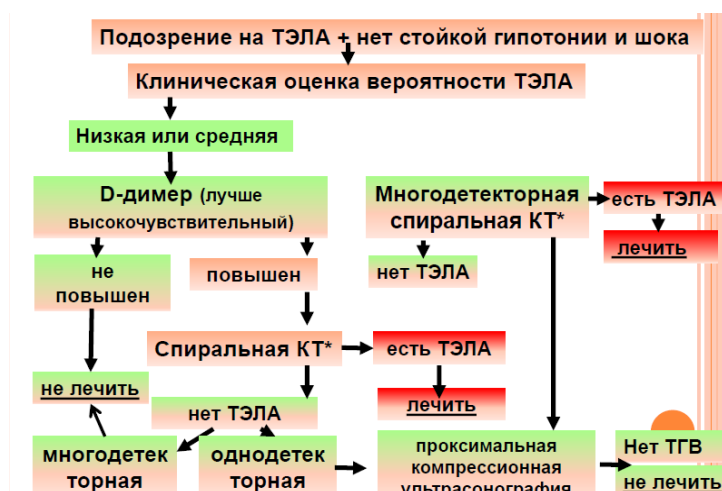 Подозрение на ТЭЛА + нет стойкой гипотонии и шока
Клиническая оценка вероятности ТЭЛА
Низкая или средняя
D-димер (лучше
высокочувствительный)
Многодетекторная
спиральная КТ*
есть ТЭЛА
лечить
нет ТЭЛА
не
повышен
повышен
Спиральная КТ*
есть ТЭЛА
лечить
не лечить
нет ТЭЛА
многодетек
торная
однодетек
торная
проксимальная
компрессионная
ультрасонография
Нет ТГВ
не лечить